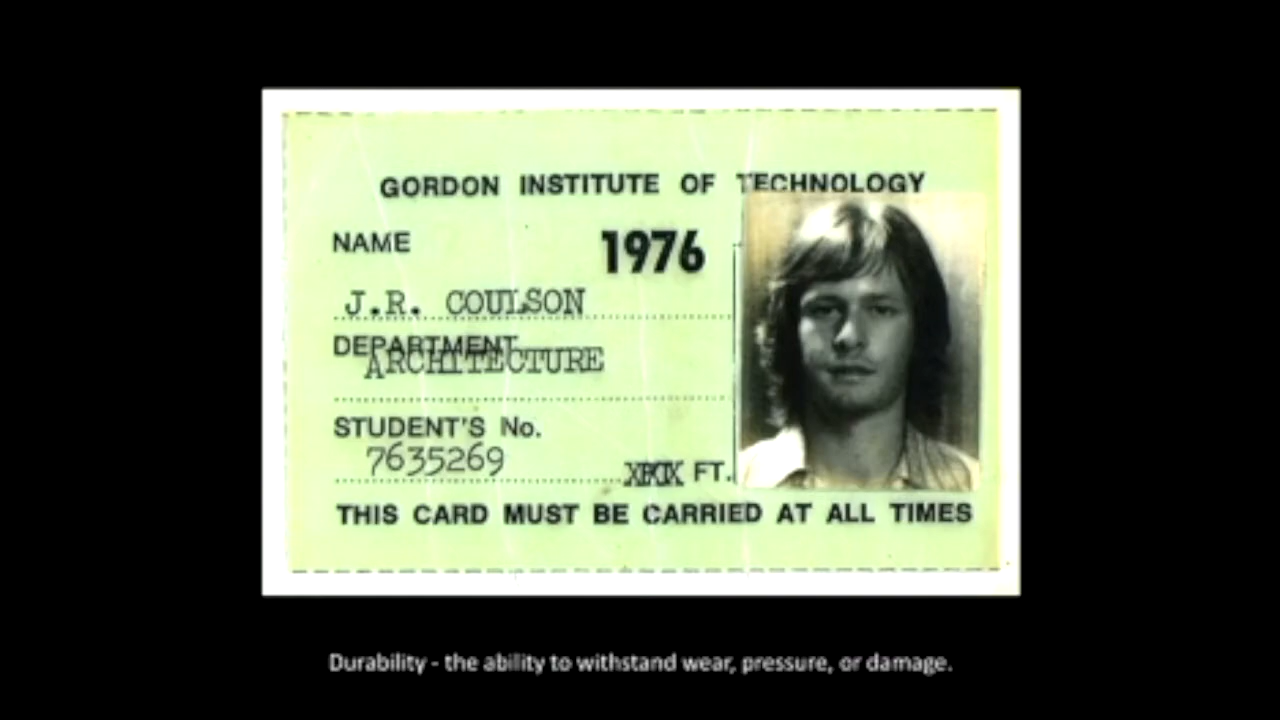 GORDON INSTITUTE OF TECHNOLOGY
NAME 1976
J.R. COULSON
DEPARTMENT
ARCHITECTURE
STUDENT'S No.
7635269
FT.
THIS CARD MUST BE CARRIED AT ALL TIMES
Durability - the ability to withstand wear, pressure, or damage.